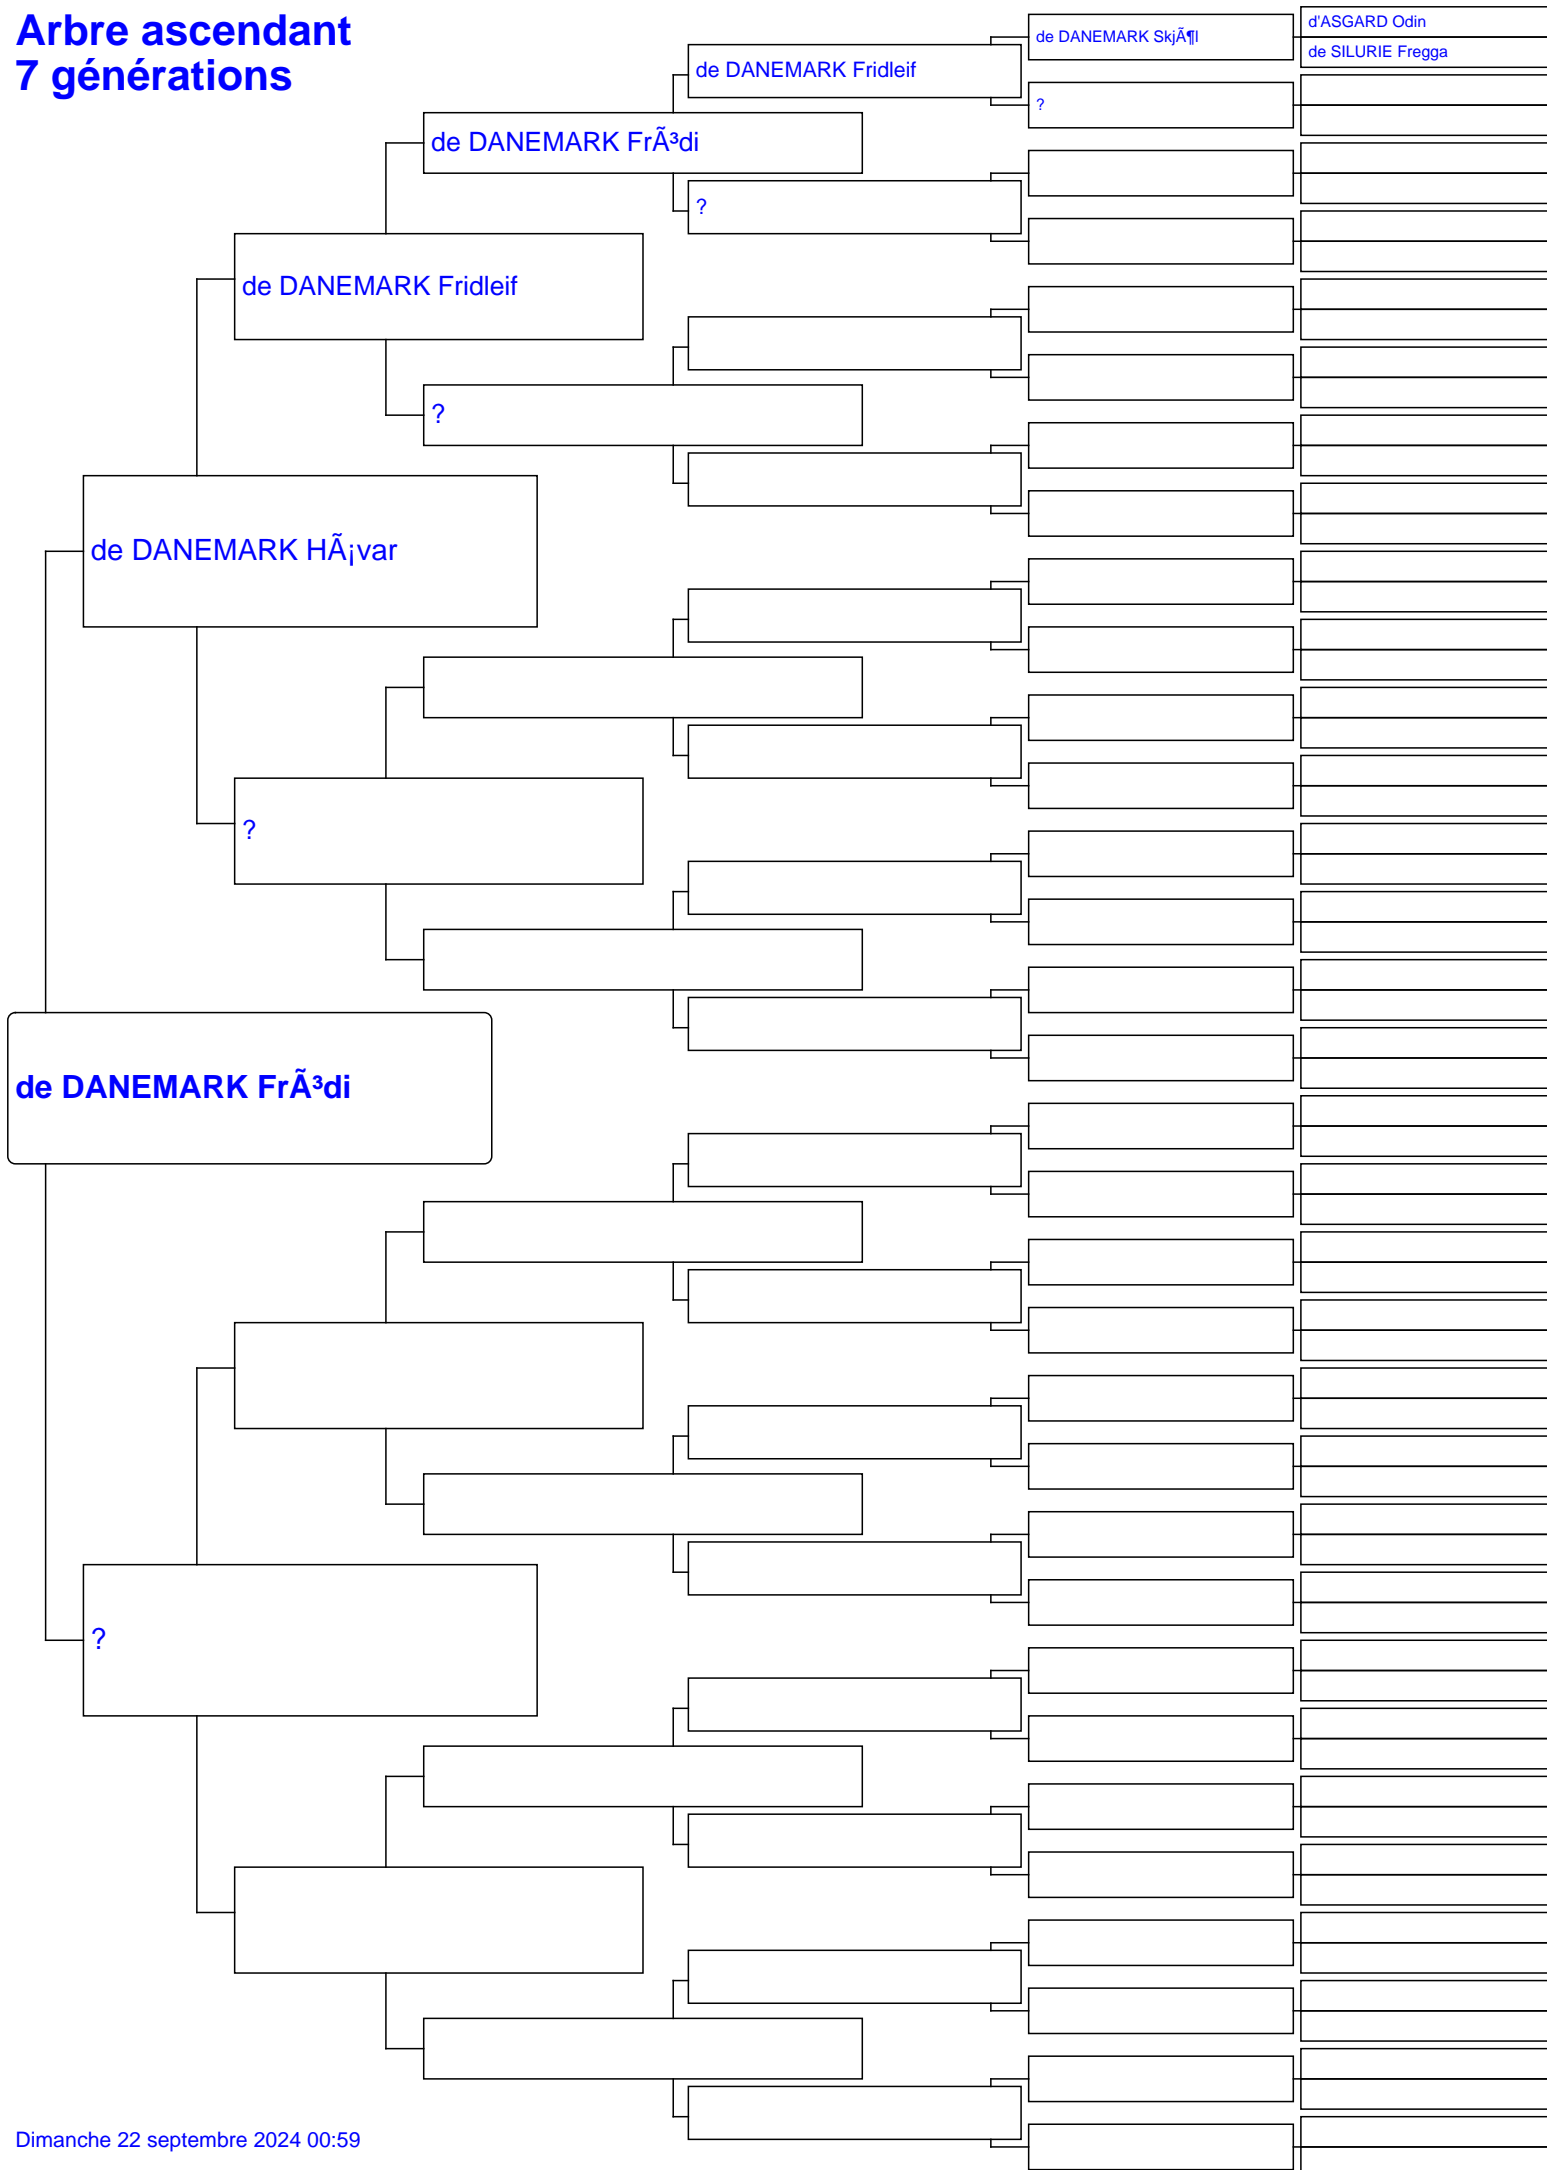 Arbre ascendant
7 générations
de DANEMARK FrÃ³di
de DANEMARK HÃ¡var
?
de DANEMARK Fridleif
?
de DANEMARK FrÃ³di
?
de DANEMARK Fridleif
?
de DANEMARK SkjÃ¶l
?
d'ASGARD Odin
de SILURIE Fregga
Dimanche 22 septembre 2024 00:59